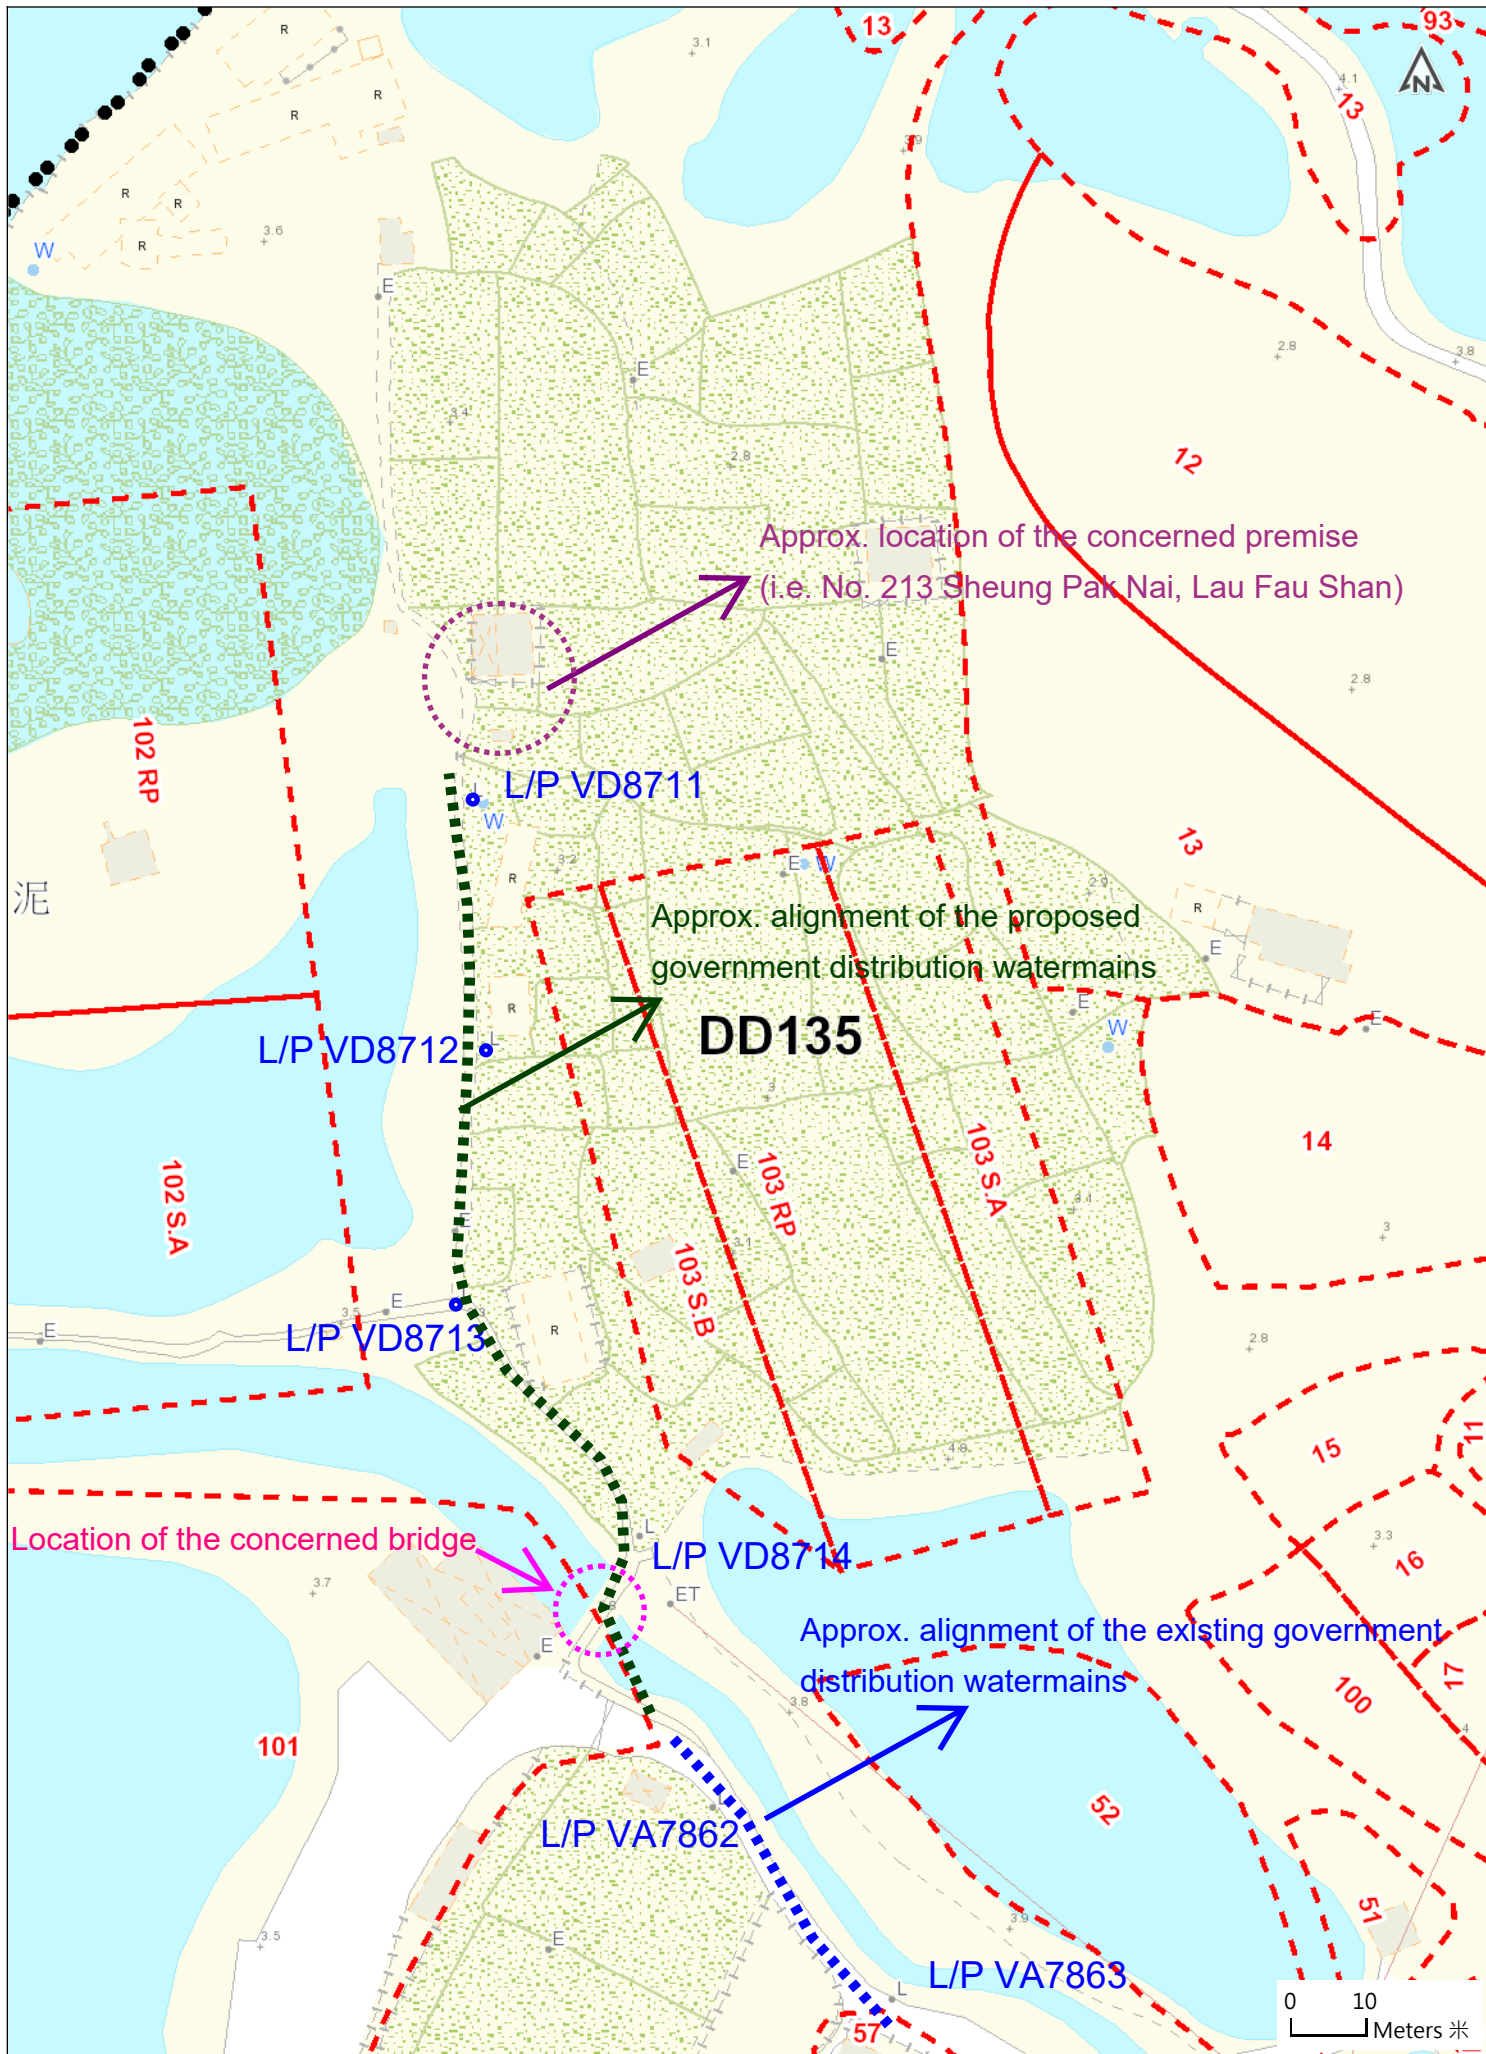 R
3.1
13
93
N
4.1
13
R
R
3.9
R
R
R
W
3.6
E
2.8
3.8
E
3.4
12
2.8
Approx. location of the concerned premise
(i.e. No. 213 Sheung Pak Nai, Lau Fau Shan)
E
2.8
102 RP
L/P VD8711
W
13
3.2
E
W
R
2.9
泥
R
Approx. alignment of the proposed
government distribution watermains
E
R
E
E
DD135
W
L/P VD8712
L
3
14
103 S.A
E
103 RP
102 S.A
3.1
E
3
3.1
103 S.B
E
3.5
E
L/P VD8713
R
2.8
15
11
4.8
Location of the concerned bridge
L
L/P VD8714
3.3
16
3.7
ET
E
Approx. alignment of the existing government
distribution watermains
17
100
3.8
101
4
L
52
L/P VA7862
51
3.9
3.5
E
L/P VA7863
L
57
0 10
Meters 米